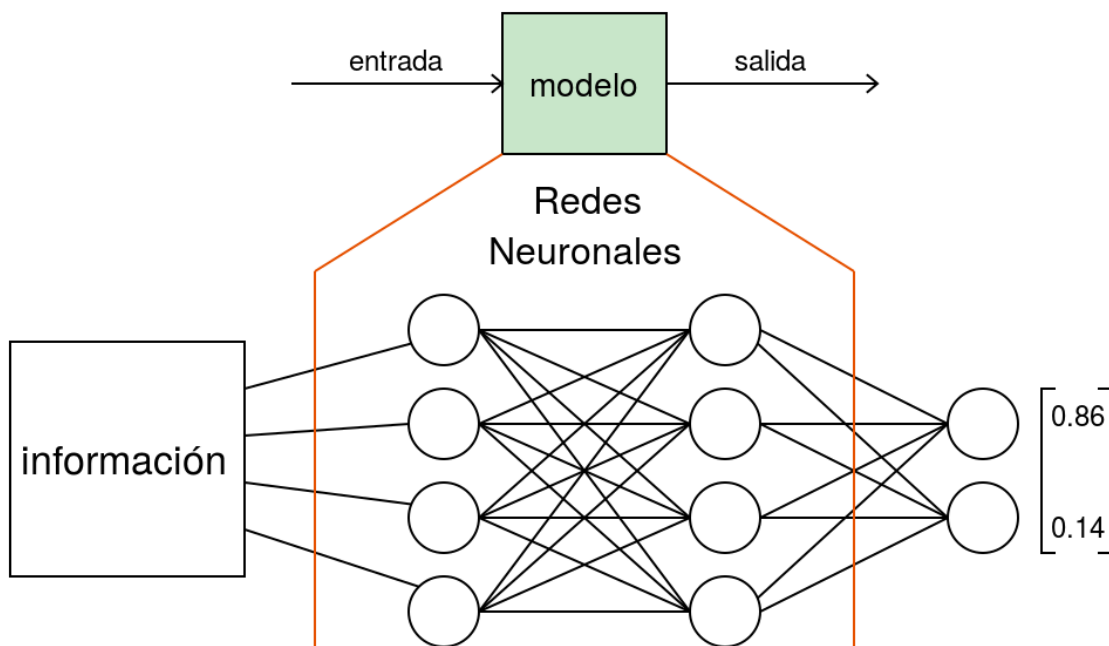 entrada
modelo
salida
Redes
Neuronales
información
0.86
0.14